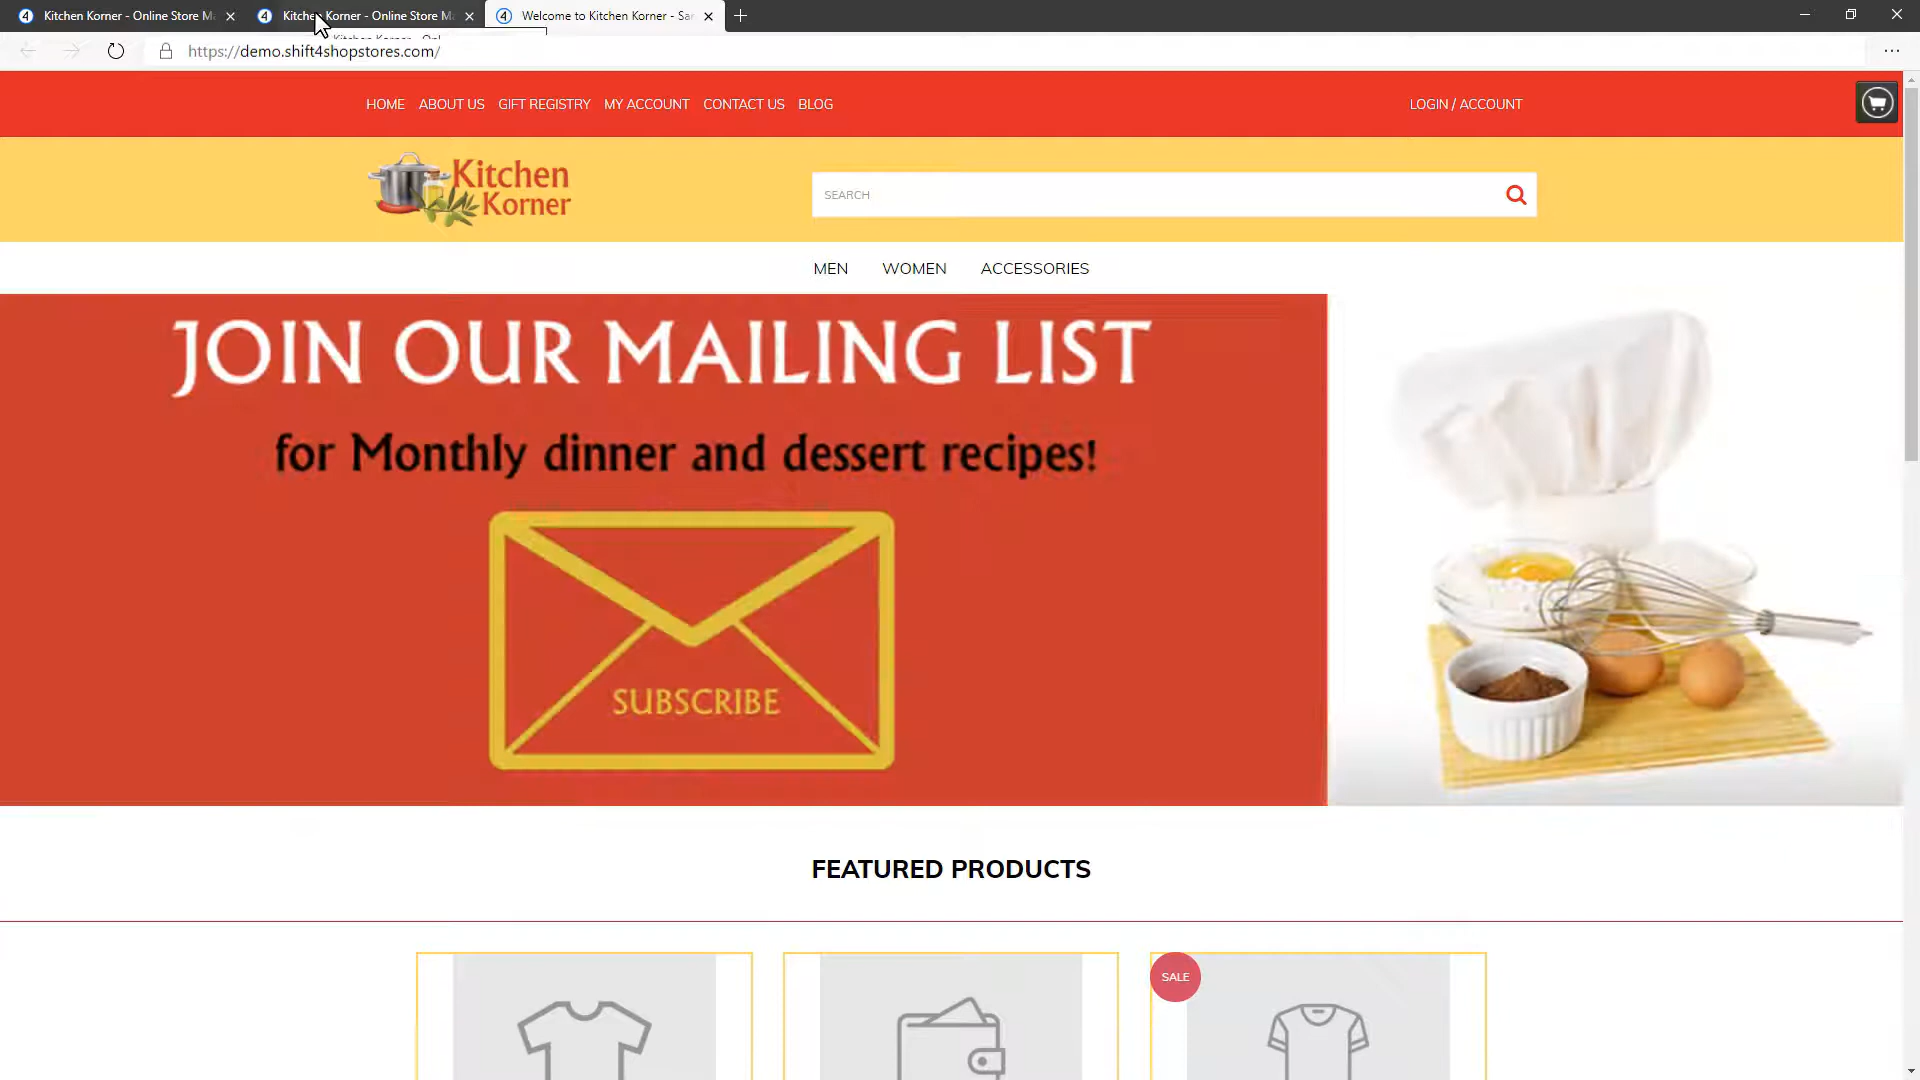 Kitchen Korner - Online Store M
Kitchen Korner - Online Store M
Welcome to Kitchen Korner - Sa
https://demo.shift4shopstores.com/
HOME ABOUT US GIFT REGISTRY MY ACCOUNT CONTACT US BLOG
LOGIN / ACCOUNT
Kitchen
Korner
SEARCH
MEN WOMEN ACCESSORIES
JOIN OUR MAILING LIST
for Monthly dinner and dessert recipes!
SUBSCRIBE
FEATURED PRODUCTS
SALE